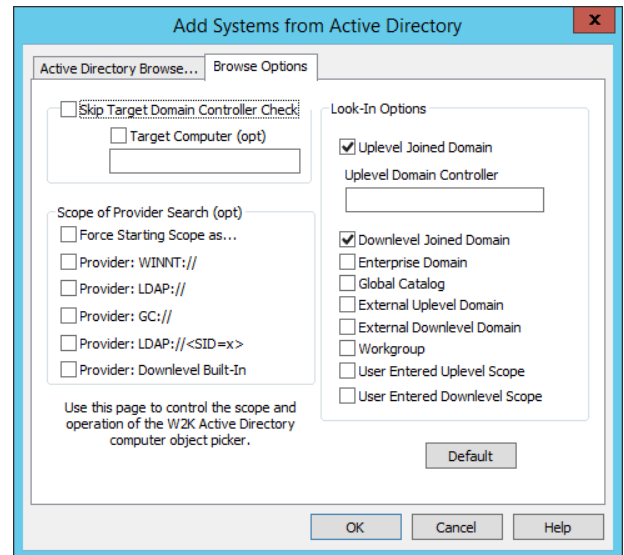 Add Systems from Active Directory
x
Active Directory Browse...
Browse Options
Skip Target Domain Controller Check
Target Computer (opt)
Scope of Provider Search (opt)
Force Starting Scope as...
Provider: WINNT://
Provider: LDAP://
Provider: GC://
Provider: LDAP://<SID=x>
Provider: Downlevel Built-In
Use this page to control the scope and
operation of the W2K Active Directory
computer object picker.
Look-In Options
Uplevel Joined Domain
Uplevel Domain Controller
Downlevel Joined Domain
Enterprise Domain
Global Catalog
External Uplevel Domain
External Downlevel Domain
Workgroup
User Entered Uplevel Scope
User Entered Downlevel Scope
Default
OK
Cancel
Help